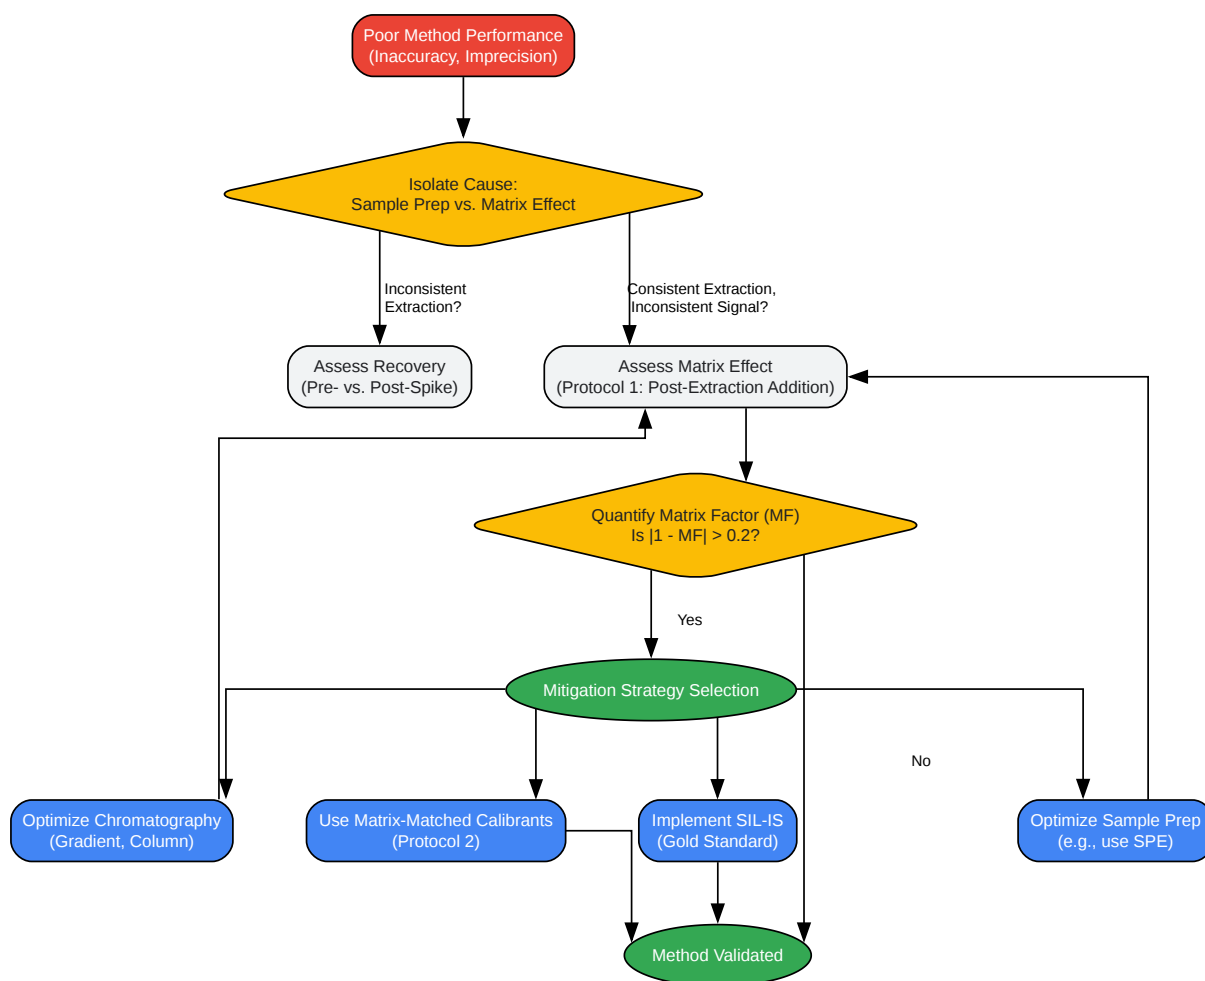 Poor Method Performance
(Inaccuracy, Imprecision)
Isolate Cause:
Sample Prep vs. Matrix Effect
Inconsistent
Extraction?
Consistent Extraction,
Inconsistent Signal?
Assess Recovery
(Pre- vs. Post-Spike)
Assess Matrix Effect
(Protocol 1: Post-Extraction Addition)
Quantify Matrix Factor (MF)
Is |1 - MF| > 0.2?
Yes
Mitigation Strategy Selection
No
Optimize Chromatography
(Gradient, Column)
Use Matrix-Matched Calibrants
(Protocol 2)
Implement SIL-IS
(Gold Standard)
Optimize Sample Prep
(e.g., use SPE)
Method Validated